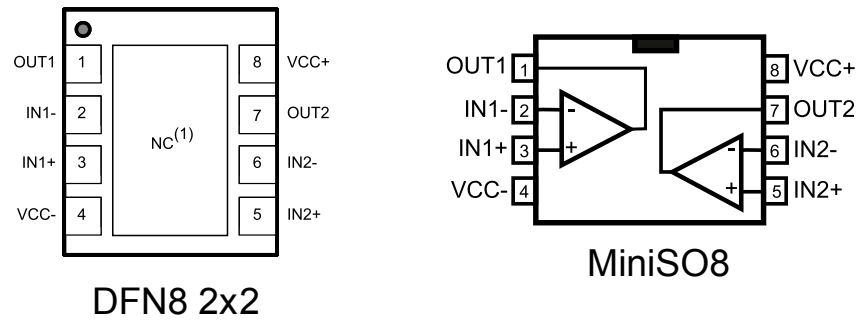 OUT1 1 8 VCC+
IN1- 2 7 OUT2
NC(1)
IN1+ 3 6 IN2-
VCC- 4 5 IN2+
DFN8 2x2
OUT1 1 8 VCC+
IN1- 2 - 7 OUT2
IN1+ 3 + - 6 IN2-
VCC- 4 + 5 IN2+
MiniSO8